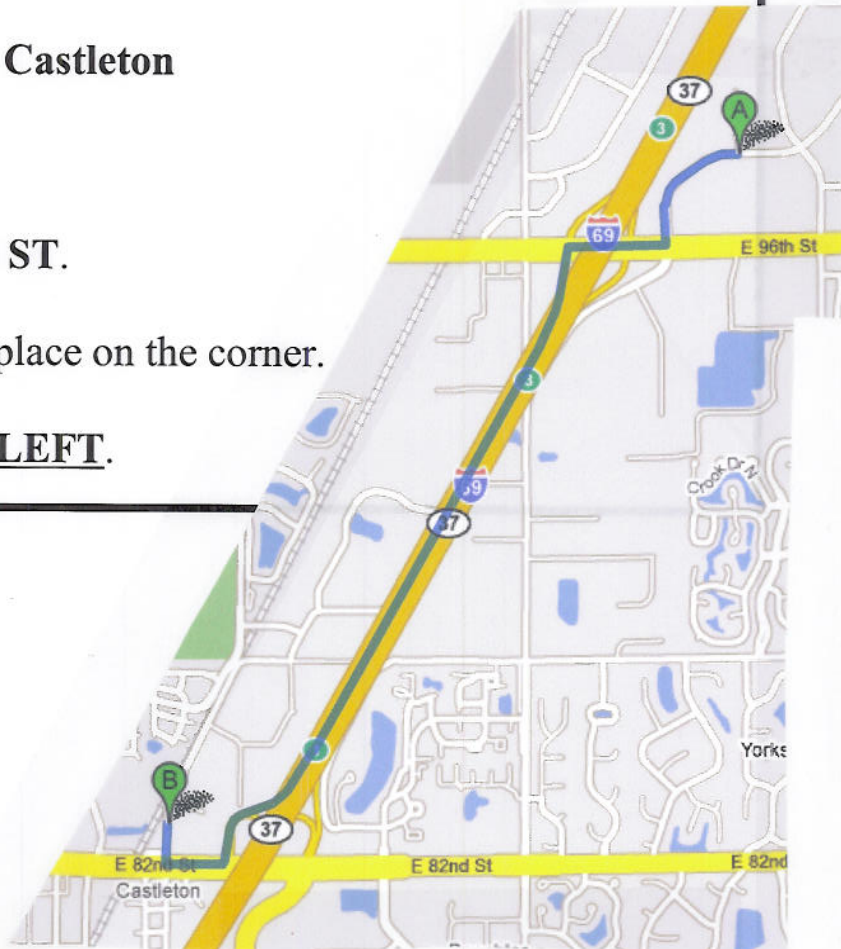 Castleton
ST.
place on the corner.
LEFT.
37
A
3
69
E 96th St
3
69
Crook Dr N
37
Yorks
B
37
E 82nd St
E 82nd St
E 82nd
Castleton